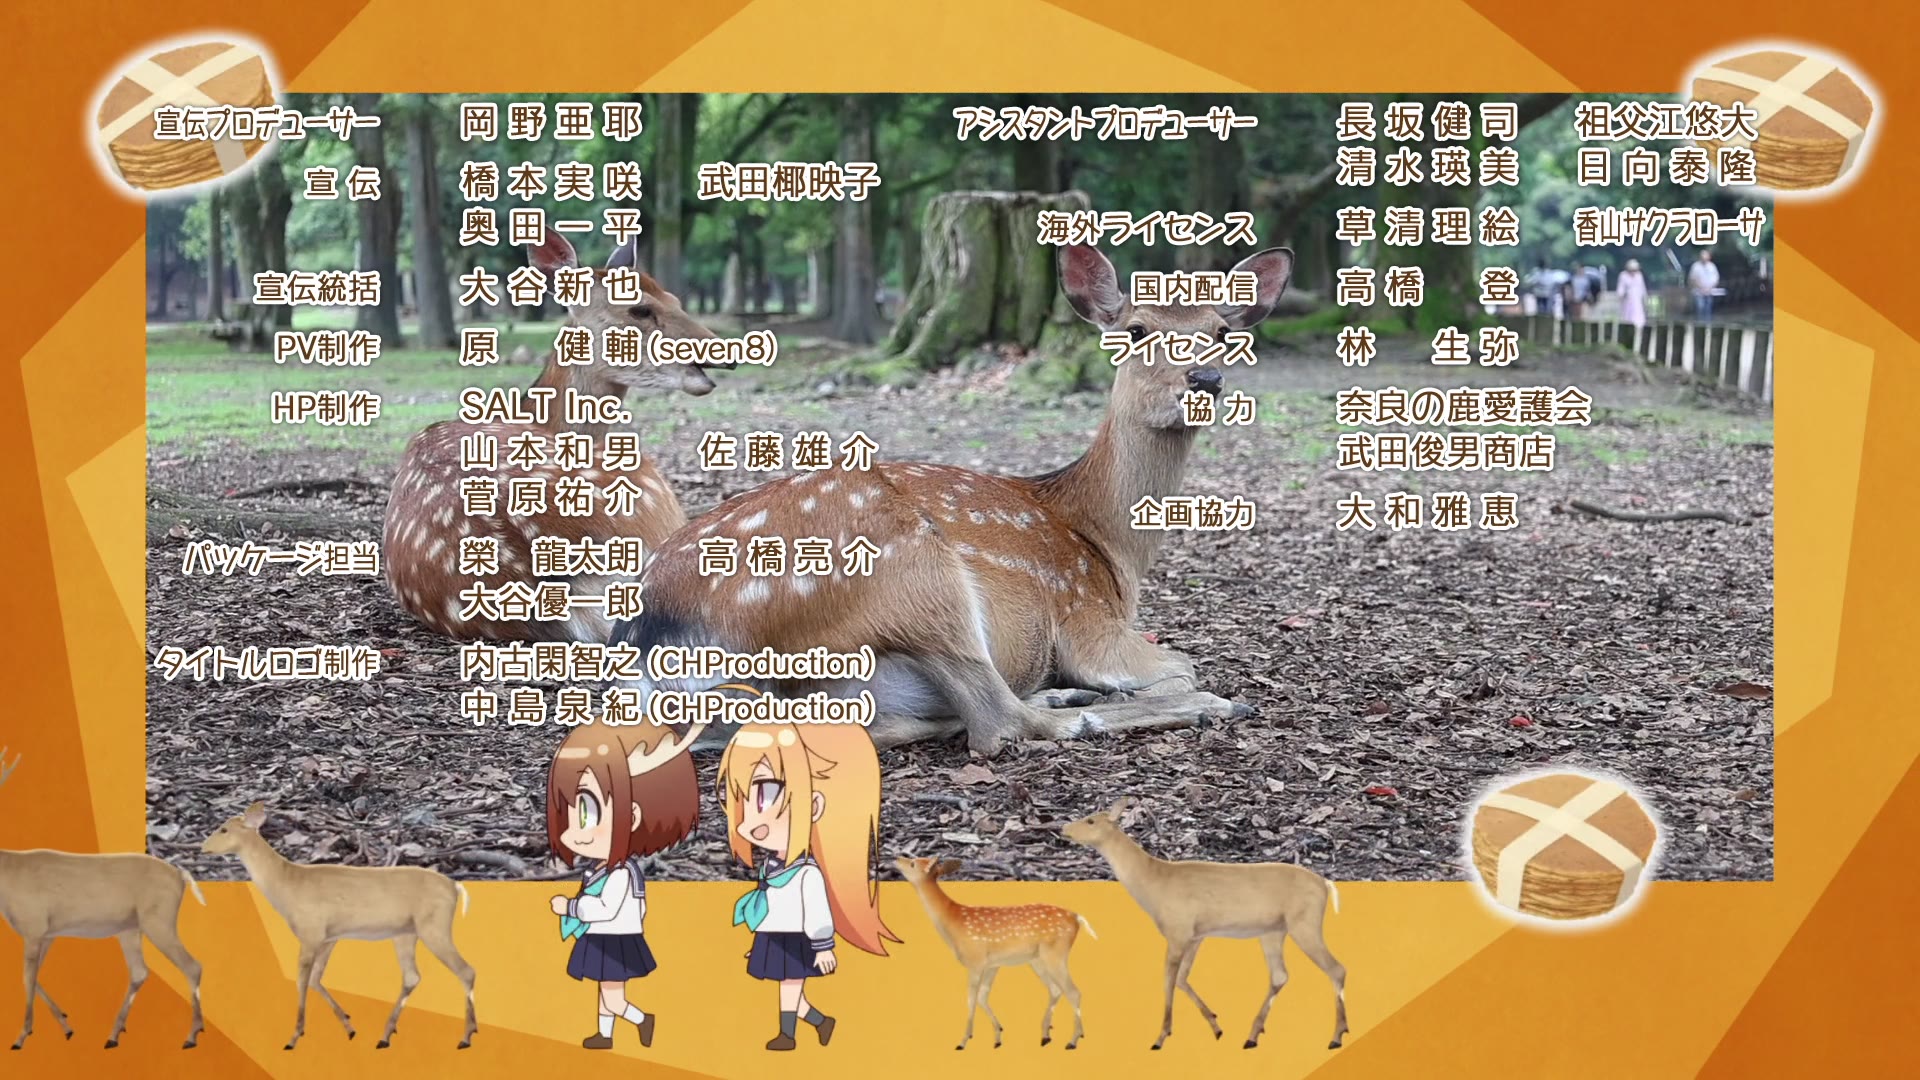 宣伝プロデューサー 岡野亜耶
宣伝 橋本実咲 武田椰映子
奥田一平
宣伝統括 大谷新也
PV制作 原 健輔(seven8)
HP制作 SALT Inc.
山本和男 佐藤雄介
菅原祐介
パッケージ担当 榮 龍太朗 高橋亮介
大谷優一郎
タイトルロゴ制作 内古閑智之(CHProduction)
中島泉紀(CHProduction)
アシスタントプロデューサー 長坂健司 祖父江悠大
清水瑛美 日向泰隆
海外ライセンス 草清理絵 香山サクラローサ
国内配信 高橋 登
ライセンス 林 生弥
協力 奈良の鹿愛護会
武田俊男商店
企画協力 大和雅恵